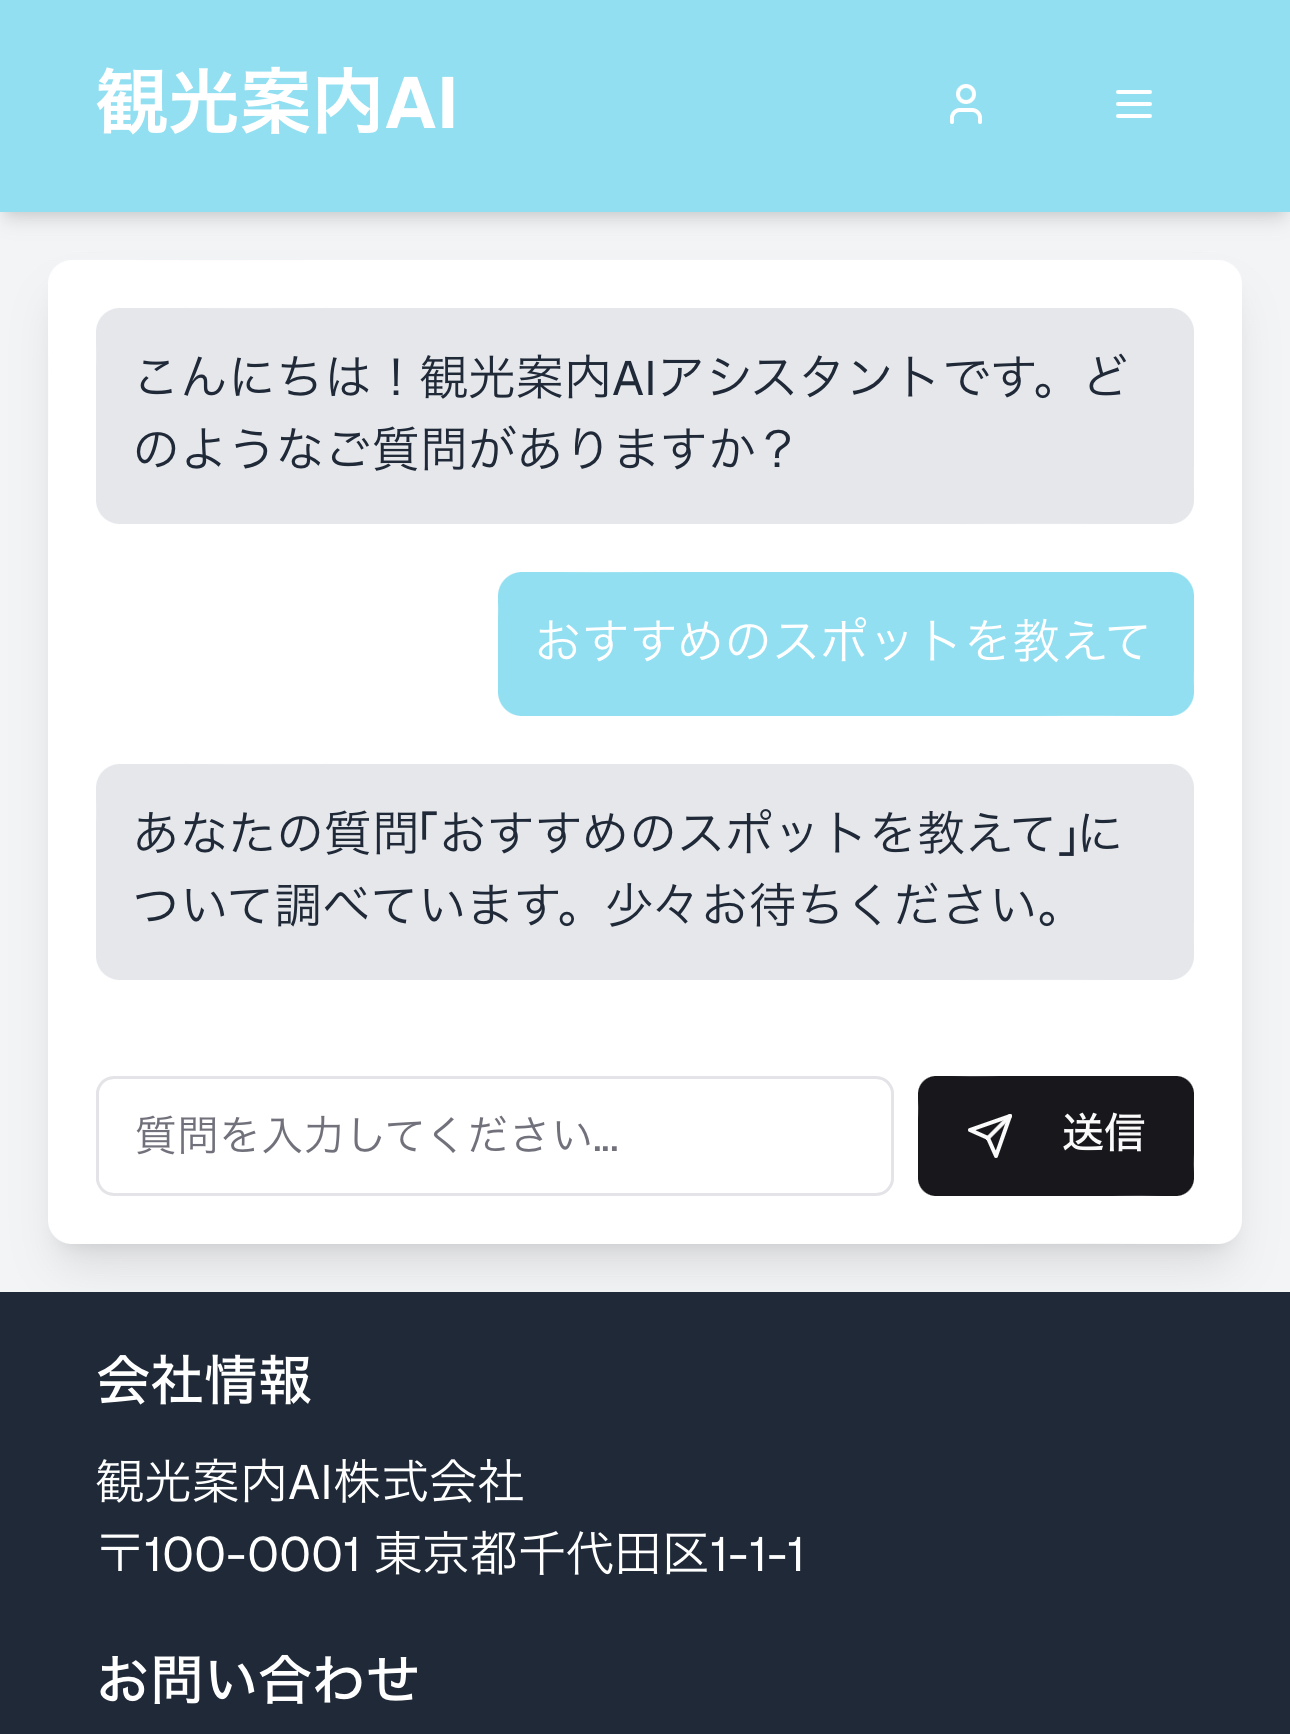 観光案内AI
こんにちは！観光案内AIアシスタントです。ど
のようなご質問がありますか？
おすすめのスポットを教えて
あなたの質問「おすすめのスポットを教えて」に
ついて調べています。少々お待ちください。
質問を入力してください...
送信
会社情報
観光案内AI株式会社
〒100-0001 東京都千代田区1-1-1
お問い合わせ